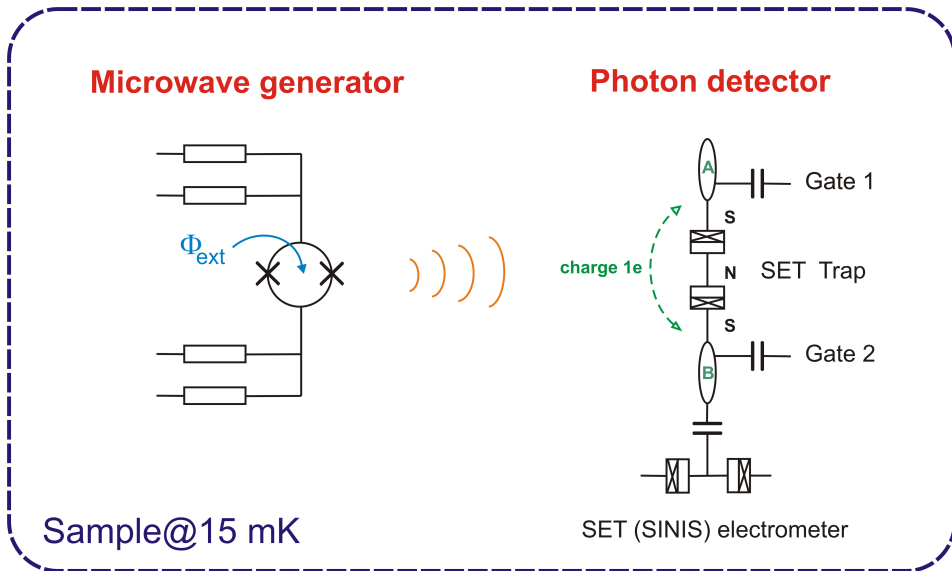 Microwave generator
Photon detector
A
Gate 1
S
Φext
charge 1e
N
SET Trap
S
B
Gate 2
SET (SINIS) electrometer
Sample@15 mK